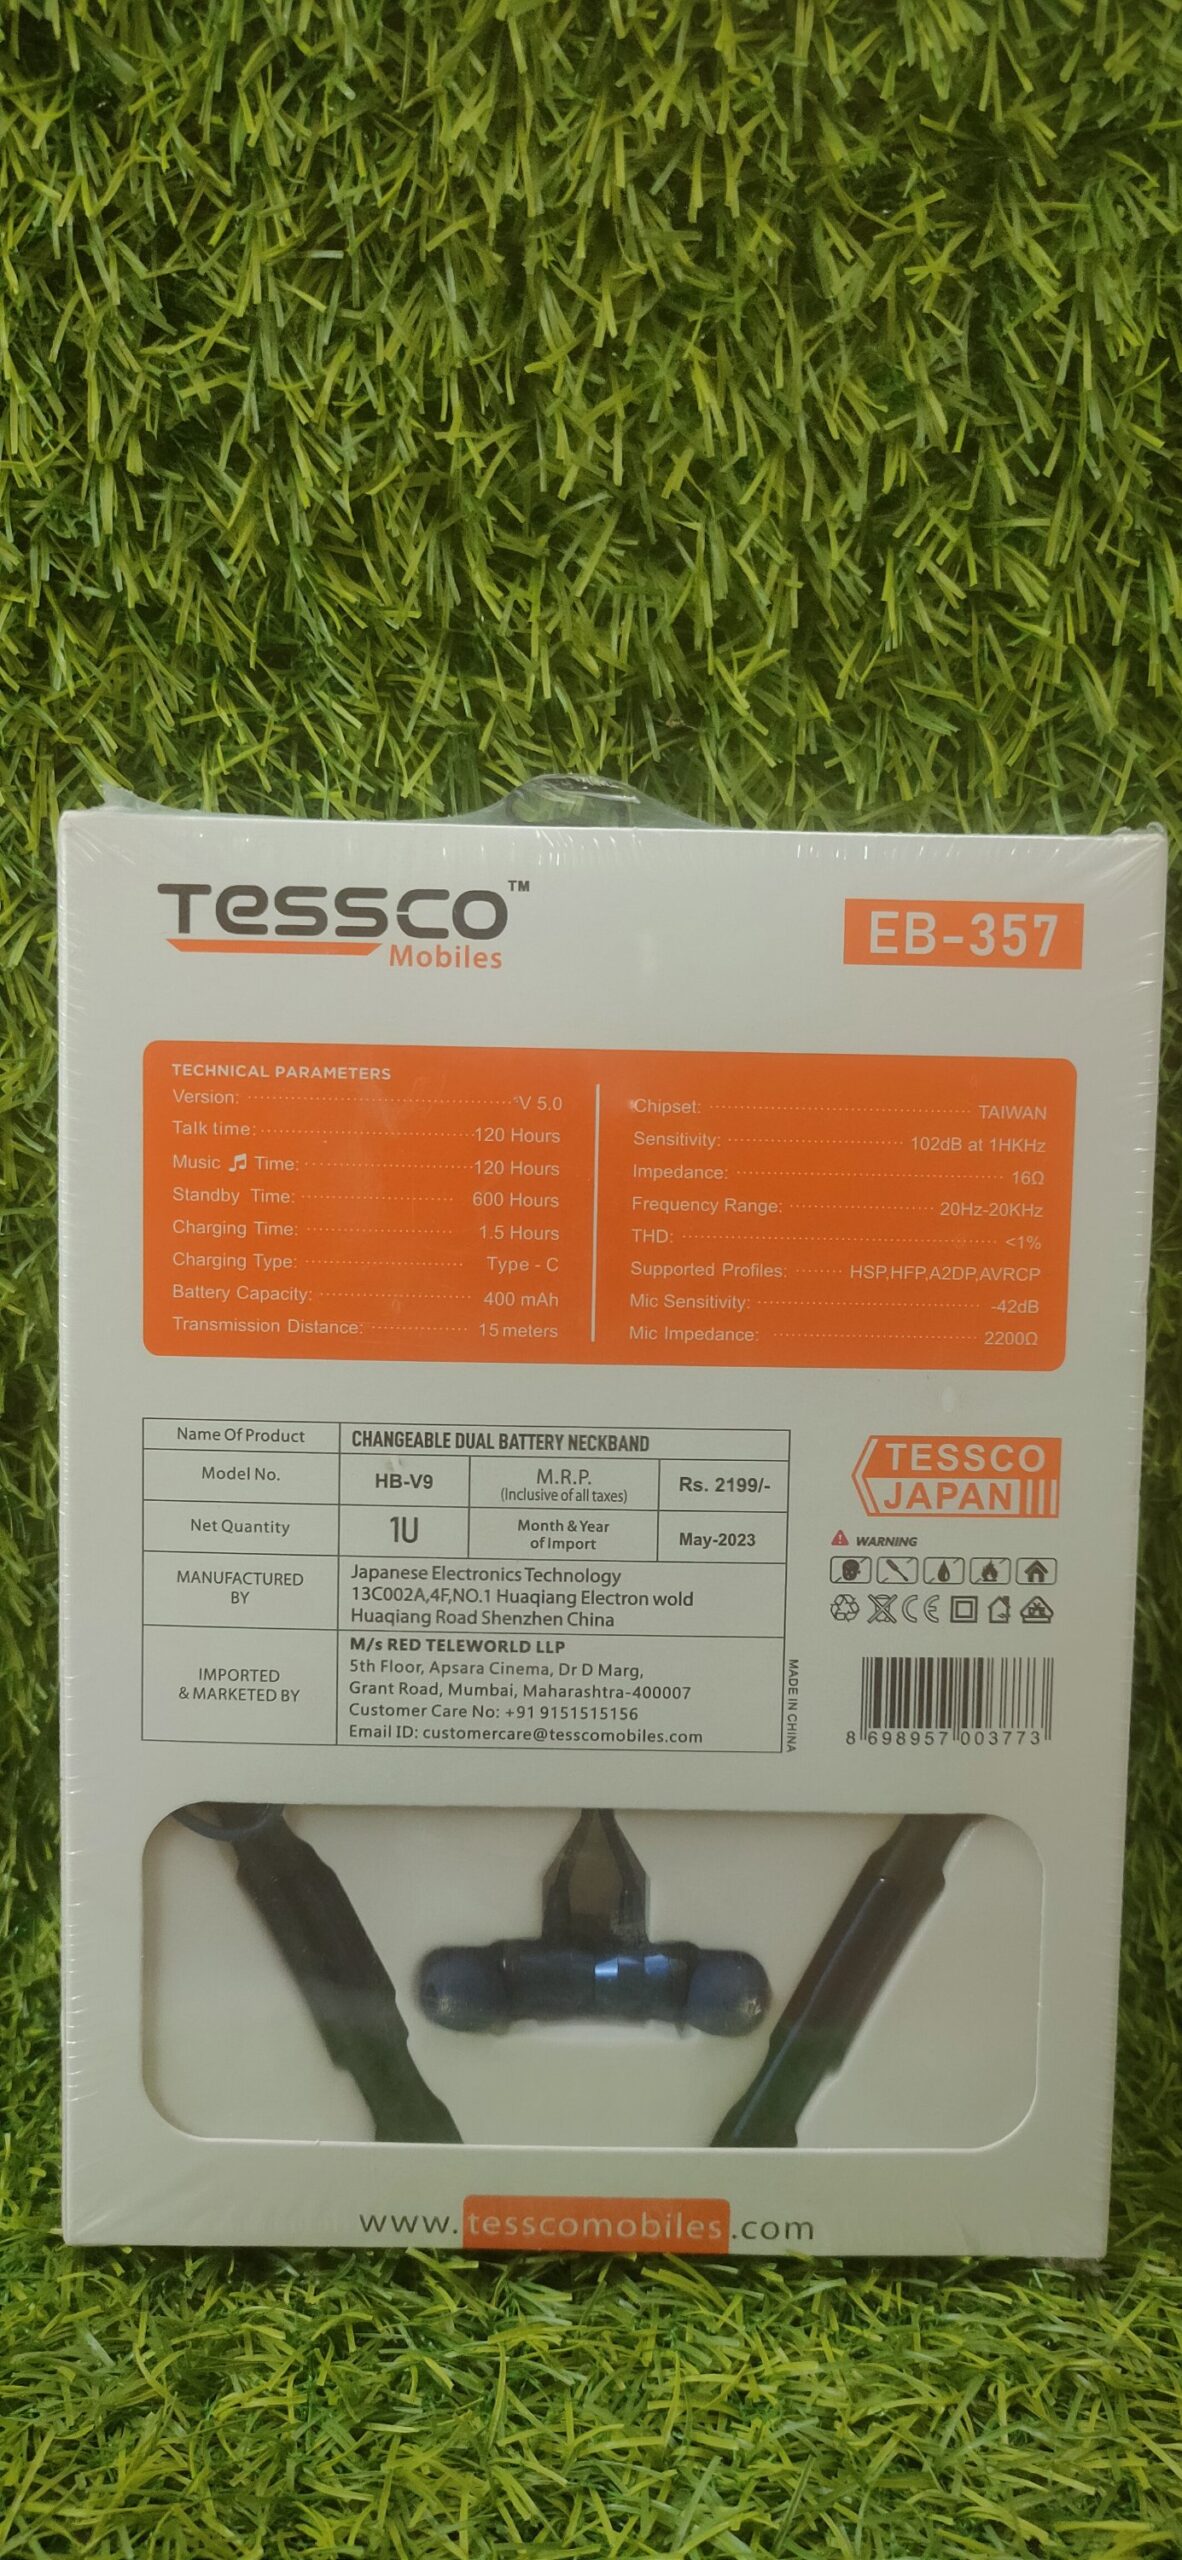 TESSCO™
Mobiles
EB-357
TECHNICAL PARAMETERS
Version: V 5.0
Talk time: 120 Hours
Music Time: 120 Hours
Standby Time: 600 Hours
Charging Time: 1.5 Hours
Charging Type: Type - C
Battery Capacity: 400 mAh
Transmission Distance: 15 meters
Chipset: TAIWAN
Sensitivity: 102dB at 1HKHz
Impedance: 16Ω
Frequency Range: 20Hz-20KHz
THD: <1%
Supported Profiles: HSP,HFP,A2DP,AVRCP
Mic Sensitivity: -42dB
Mic Impedance: 2200Ω
Name Of Product CHANGEABLE DUAL BATTERY NECKBAND
Model No. HB-V9 M.R.P. (Inclusive of all taxes) Rs. 2199/-
Net Quantity 1U Month & Year of Import May-2023
MANUFACTURED BY
Japanese Electronics Technology
13C002A,4F,NO.1 Huaqiang Electron wold
Huaqiang Road Shenzhen China
IMPORTED & MARKETED BY
M/s RED TELEWORLD LLP
5th Floor, Apsara Cinema, Dr D Marg,
Grant Road, Mumbai, Maharashtra-400007
Customer Care No: +91 9151515156
Email ID: customercare@tesscomobiles.com
MADE IN CHINA
TESSCO
JAPAN
WARNING
CE
8 698957 003773
www.tesscomobiles.com